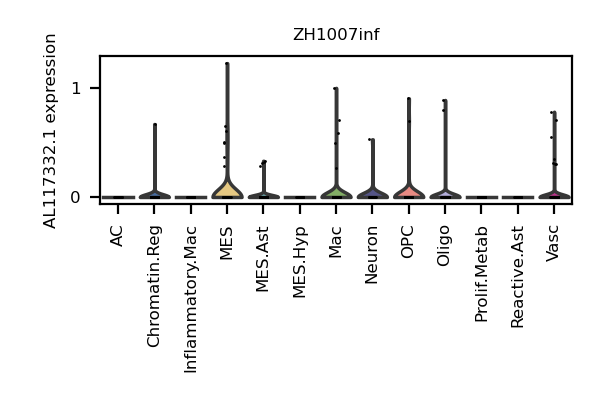 ZH1007inf
AL117332.1 expression
1
0
AC
Chromatin.Reg
Inflammatory.Mac
MES
MES.Ast
MES.Hyp
Mac
Neuron
OPC
Oligo
Prolif.Metab
Reactive.Ast
Vasc